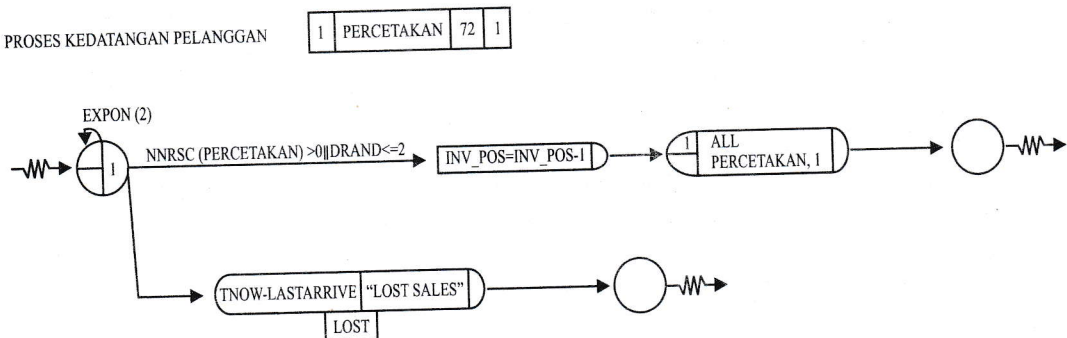 PROSES KEDATANGAN PELANGGAN
1 PERCETAKAN 72 1
EXPON (2)
1
NNRSC (PERCETAKAN) >0||DRAND<=2
INV_POS=INV_POS-1
1
ALL
PERCETAKAN, 1
TNOW-LASTARRIVE
“LOST SALES”
LOST